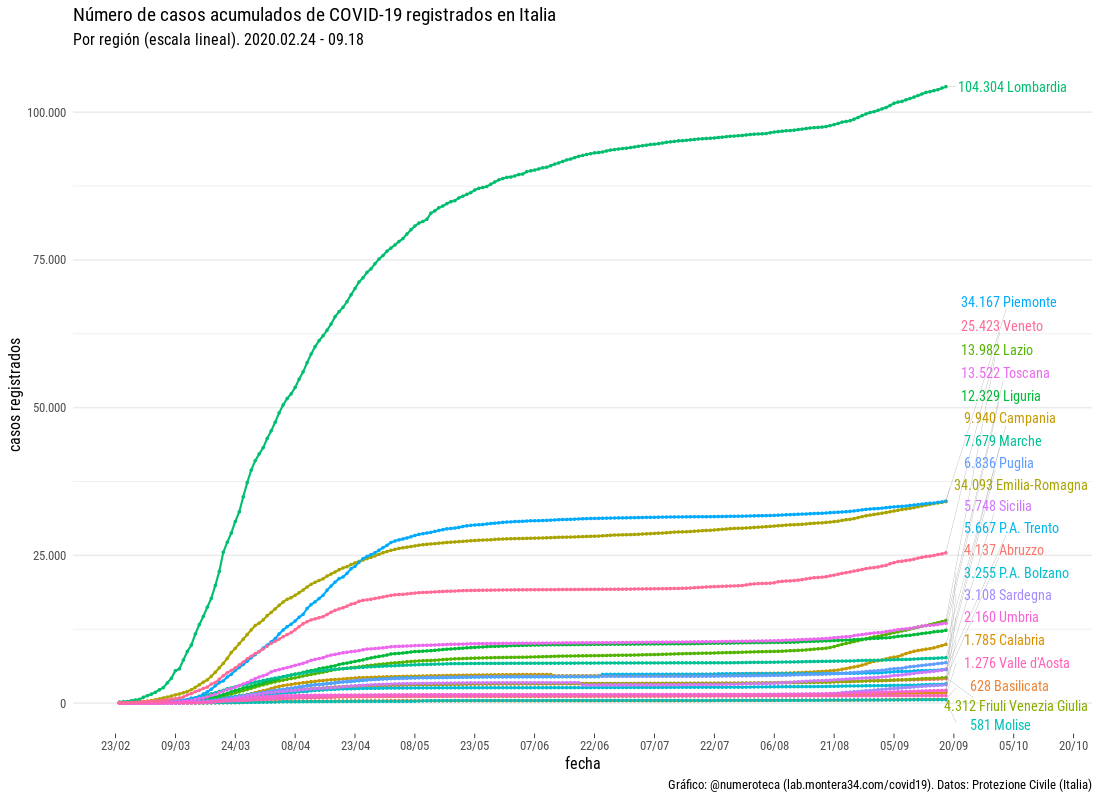 Número de casos acumulados de COVID-19 registrados en Italia
Por región (escala lineal). 2020.02.24 - 09.18
104.304 Lombardia
100.000
75.000
34.167 Piemonte
25.423 Veneto
13.982 Lazio
13.522 Toscana
12.329 Liguria
50.000
9.940 Campania
7.679 Marche
6.836 Puglia
34.093 Emilia-Romagna
5.748 Sicilia
5.667 P.A. Trento
4.137 Abruzzo
25.000
3.255 P.A. Bolzano
3.108 Sardegna
2.160 Umbria
1.785 Calabria
1.276 Valle d'Aosta
628 Basilicata
0
4.312 Friuli Venezia Giulia
581 Molise
casos registrados
23/02 09/03 24/03 08/04 23/04 08/05 23/05 07/06 22/06 07/07 22/07 06/08 21/08 05/09 20/09 05/10 20/10
fecha
Gráfico: @numeroteca (lab.montera34.com/covid19). Datos: Protezione Civile (Italia)